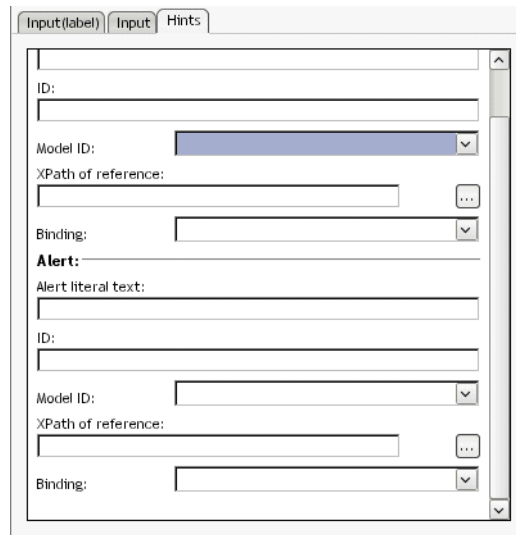 Input(label) Input Hints
ID:
Model ID:
XPath of reference:
...
Binding:
Alert:
Alert literal text:
ID:
Model ID:
XPath of reference:
...
Binding: